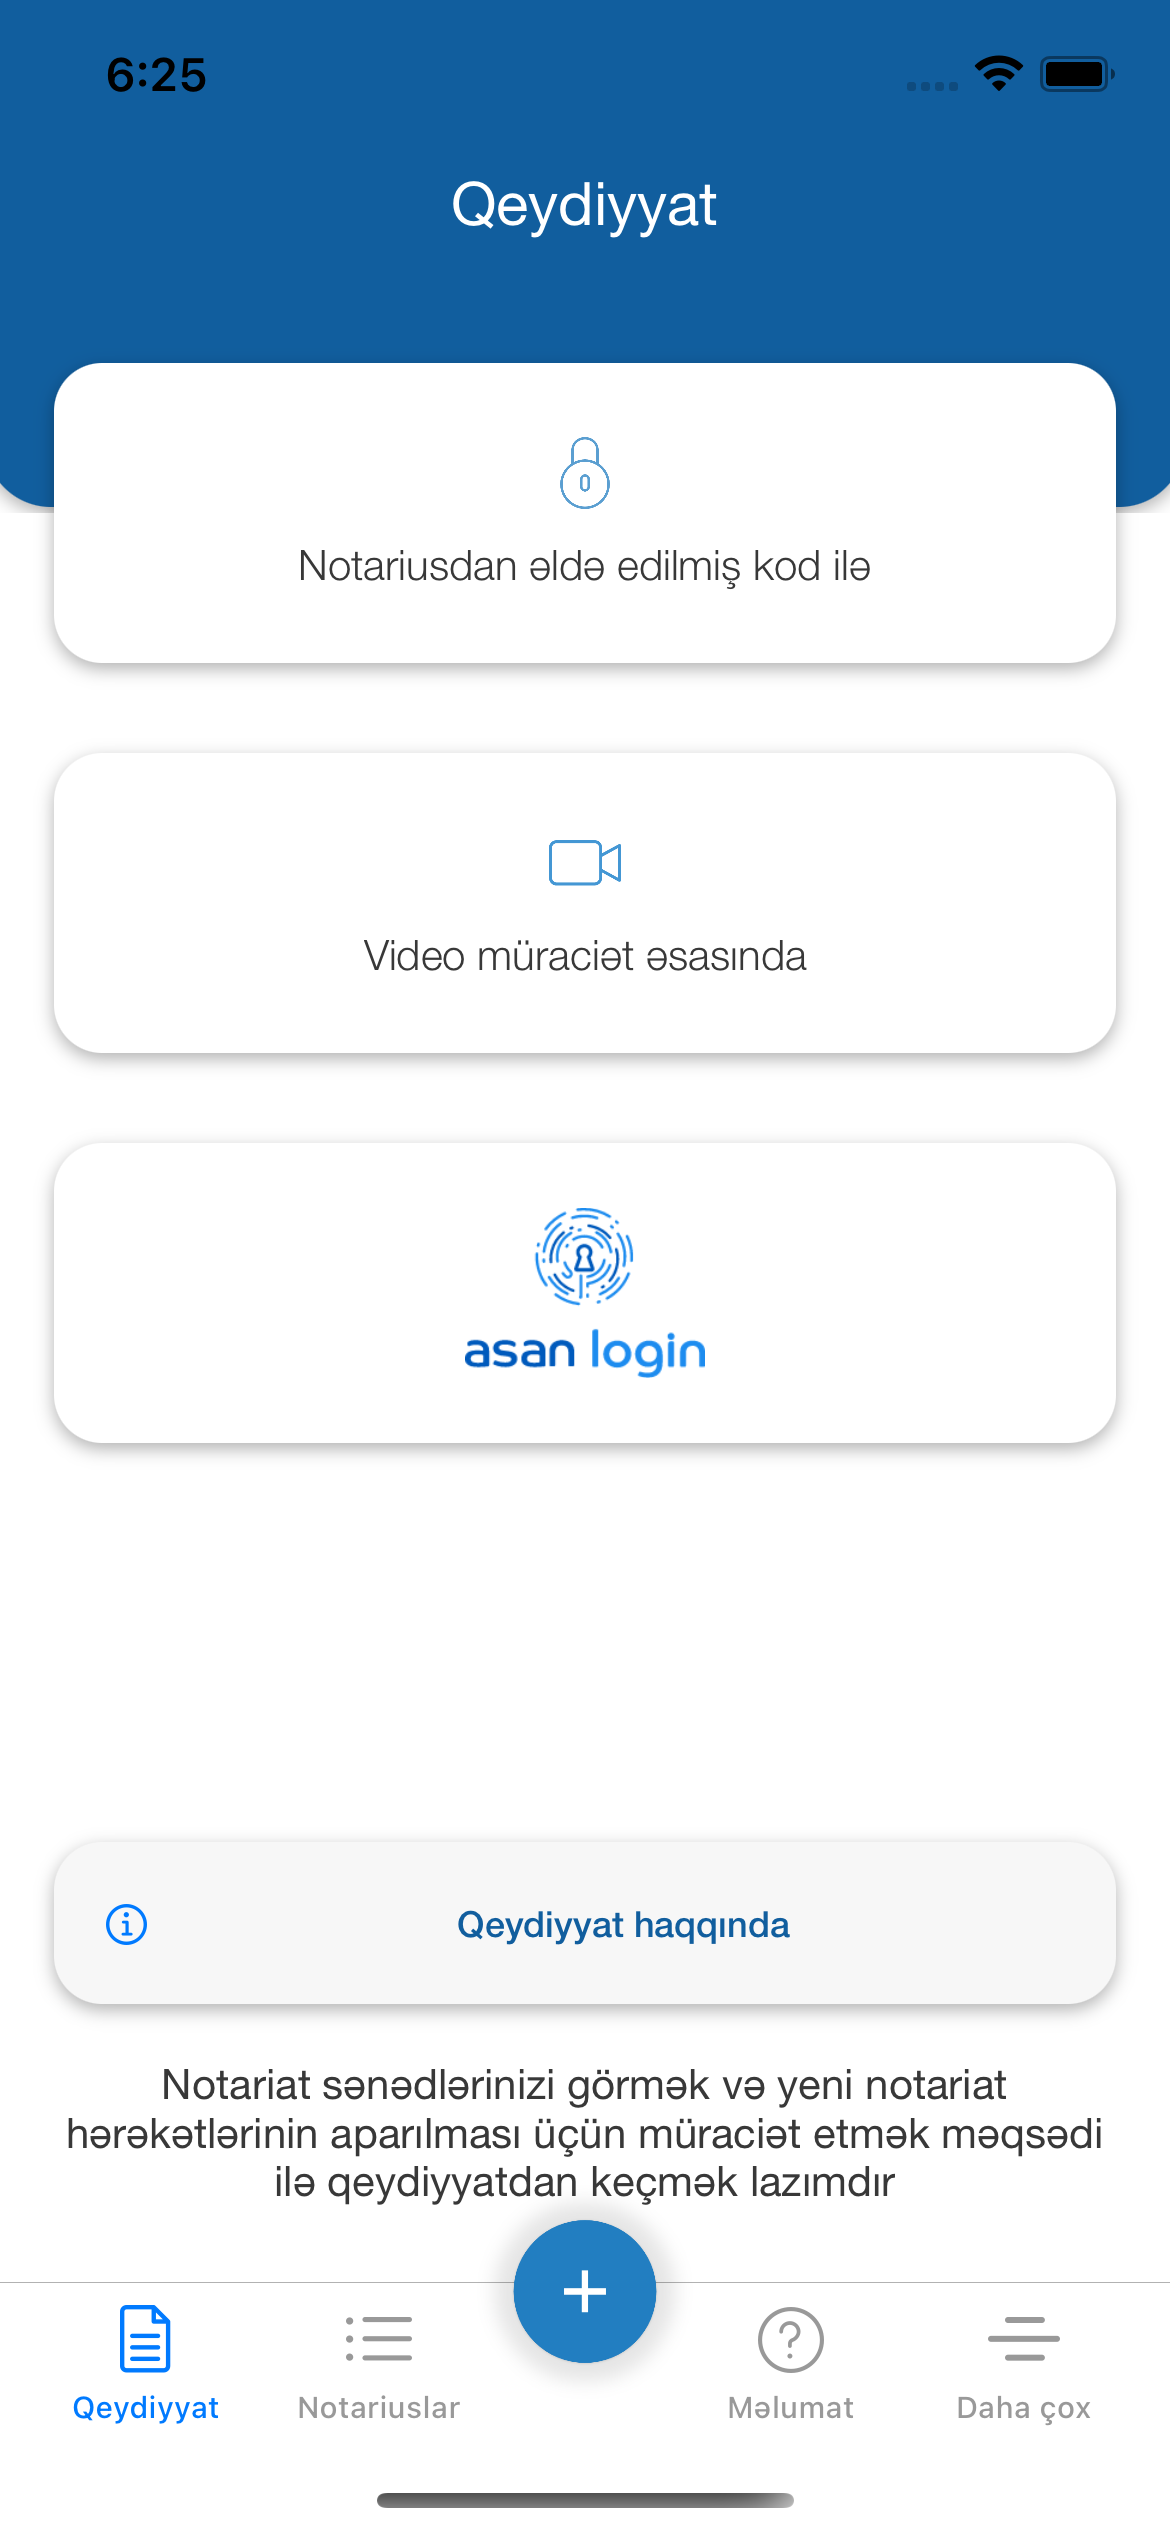 6:25
Qeydiyyat
Notariusdan əldə edilmiş kod ilə
Video müraciət əsasında
asan login
Qeydiyyat haqqında
Notariat sənədlərinizi görmək və yeni notariat
hərəkətlərinin aparılması üçün müraciət etmək məqsədi
ilə qeydiyyatdan keçmək lazımdır
Qeydiyyat
Notariuslar
Məlumat
Daha çox